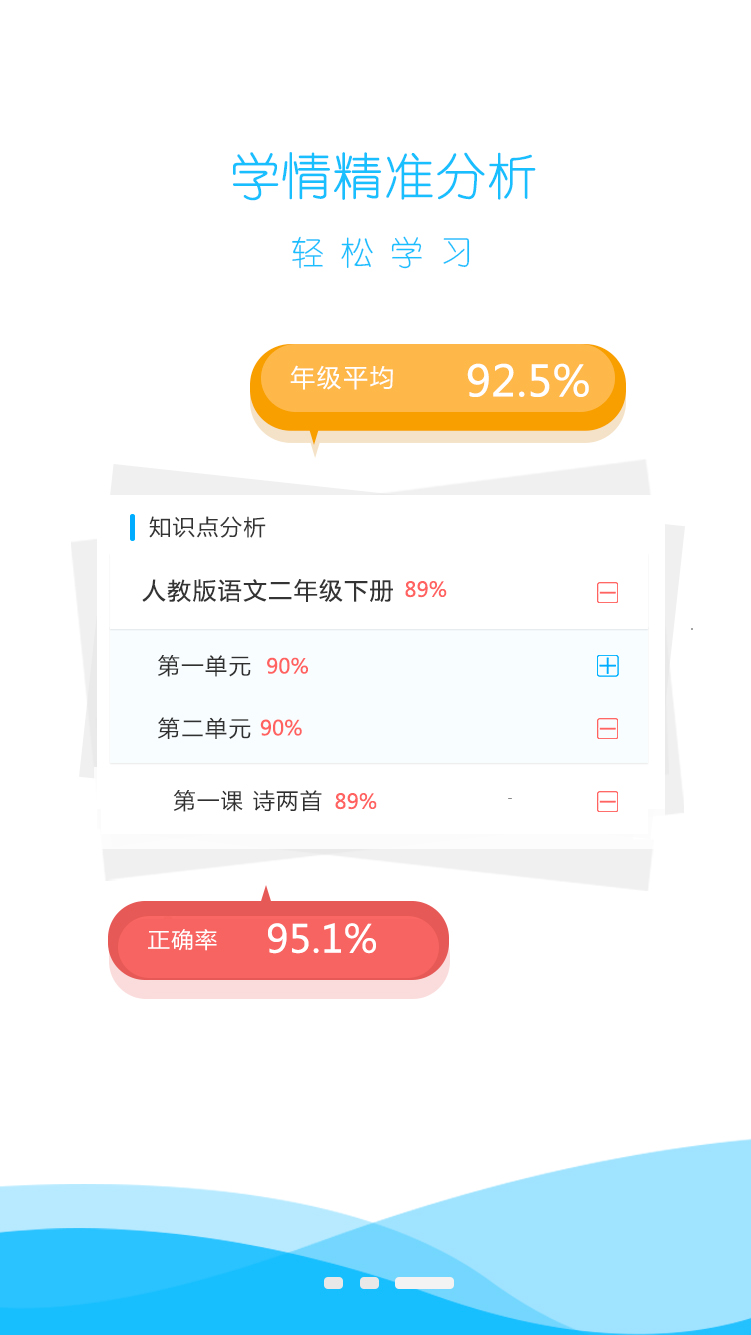 学情精准分析
轻松学习
年级平均 92.5%
知识点分析
人教版语文二年级下册 89%
第一单元 90%
第二单元 90%
第一课 诗两首 89%
正确率 95.1%